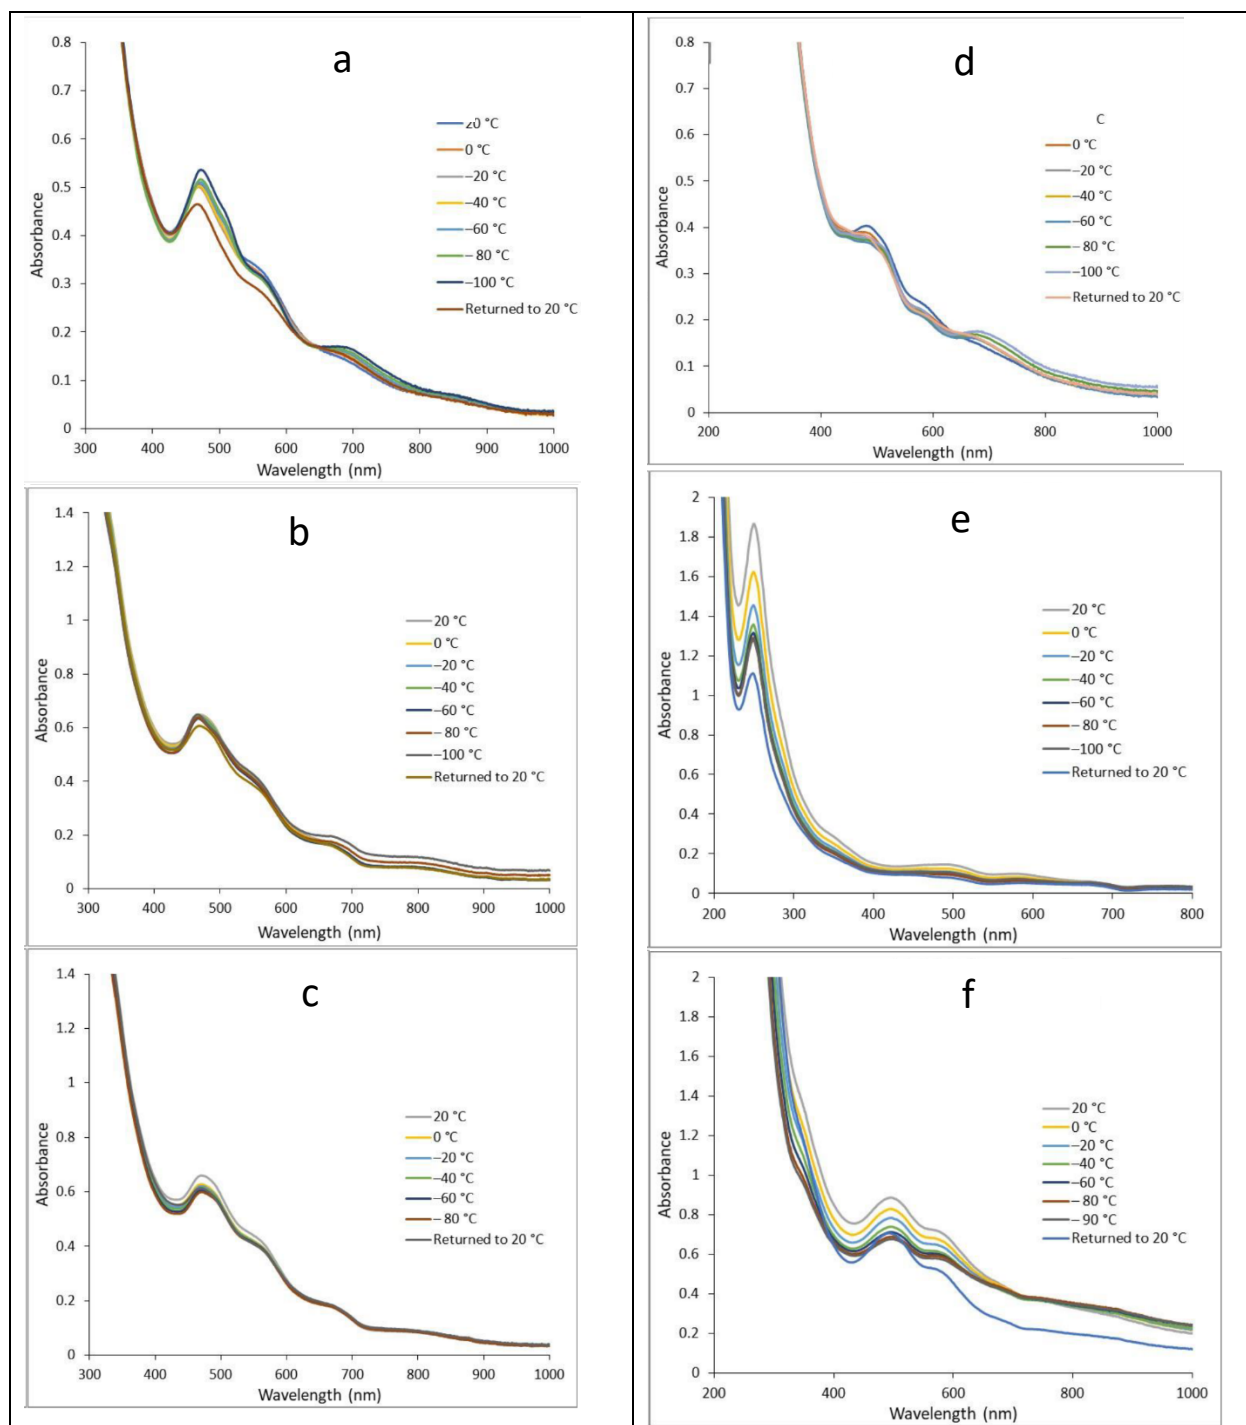 a
0.8
0.7
0.6
0.5
0.4
0.3
0.2
0.1
0
Absorbance
20 °C
0 °C
−20 °C
−40 °C
−60 °C
− 80 °C
−100 °C
Returned to 20 °C
300 400 500 600 700 800 900 1000
Wavelength (nm)
b
1.4
1.2
1
0.8
0.6
0.4
0.2
0
Absorbance
20 °C
0 °C
−20 °C
−40 °C
−60 °C
− 80 °C
−100 °C
Returned to 20 °C
300 400 500 600 700 800 900 1000
Wavelength (nm)
c
1.4
1.2
1
0.8
0.6
0.4
0.2
0
Absorbance
20 °C
0 °C
−20 °C
−40 °C
−60 °C
− 80 °C
Returned to 20 °C
300 400 500 600 700 800 900 1000
Wavelength (nm)
d
0.8
0.7
0.6
0.5
0.4
0.3
0.2
0.1
0
Absorbance
C
0 °C
−20 °C
−40 °C
−60 °C
− 80 °C
−100 °C
Returned to 20 °C
200 400 600 800 1000
Wavelength (nm)
e
2
1.8
1.6
1.4
1.2
1
0.8
0.6
0.4
0.2
0
Absorbance
20 °C
0 °C
−20 °C
−40 °C
−60 °C
− 80 °C
−100 °C
Returned to 20 °C
200 300 400 500 600 700 800
Wavelength (nm)
f
2
1.8
1.6
1.4
1.2
1
0.8
0.6
0.4
0.2
0
Absorbance
20 °C
0 °C
−20 °C
−40 °C
−60 °C
− 80 °C
− 90 °C
Returned to 20 °C
200 400 600 800 1000
Wavelength (nm)